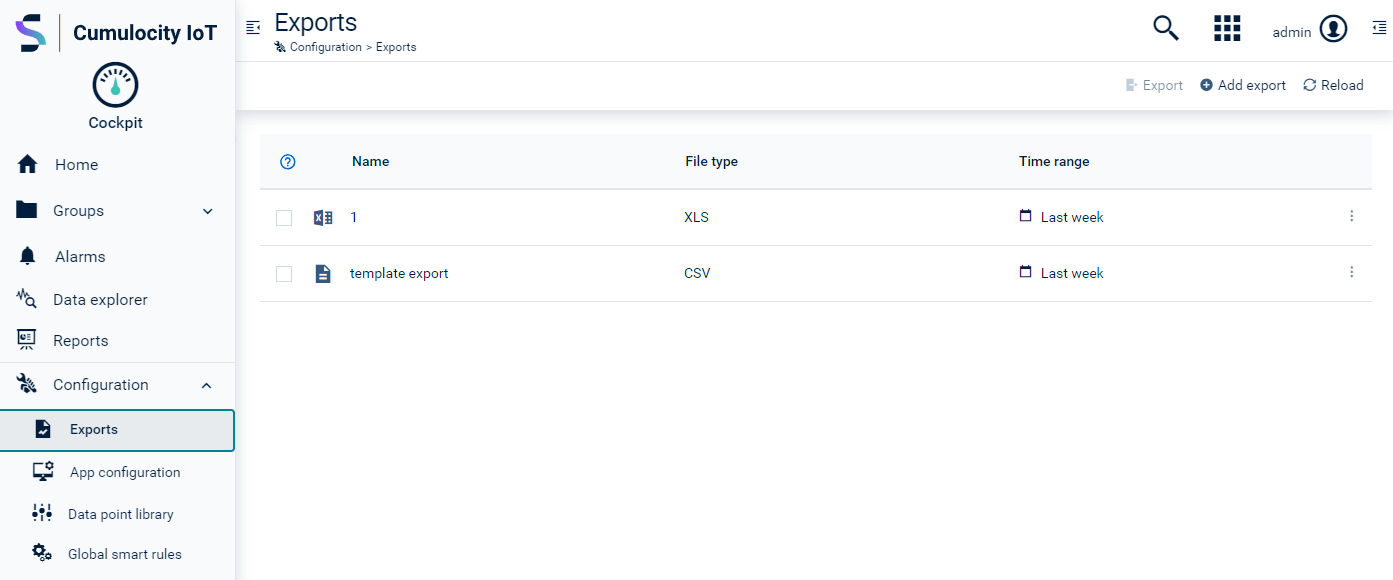 Cumulocity IoT
Cockpit
Home
Groups
Alarms
Data explorer
Reports
Configuration
Exports
App configuration
Data point library
Global smart rules
Exports
Configuration > Exports
admin
Export Add export Reload
Name File type Time range
1 XLS Last week
template export CSV Last week